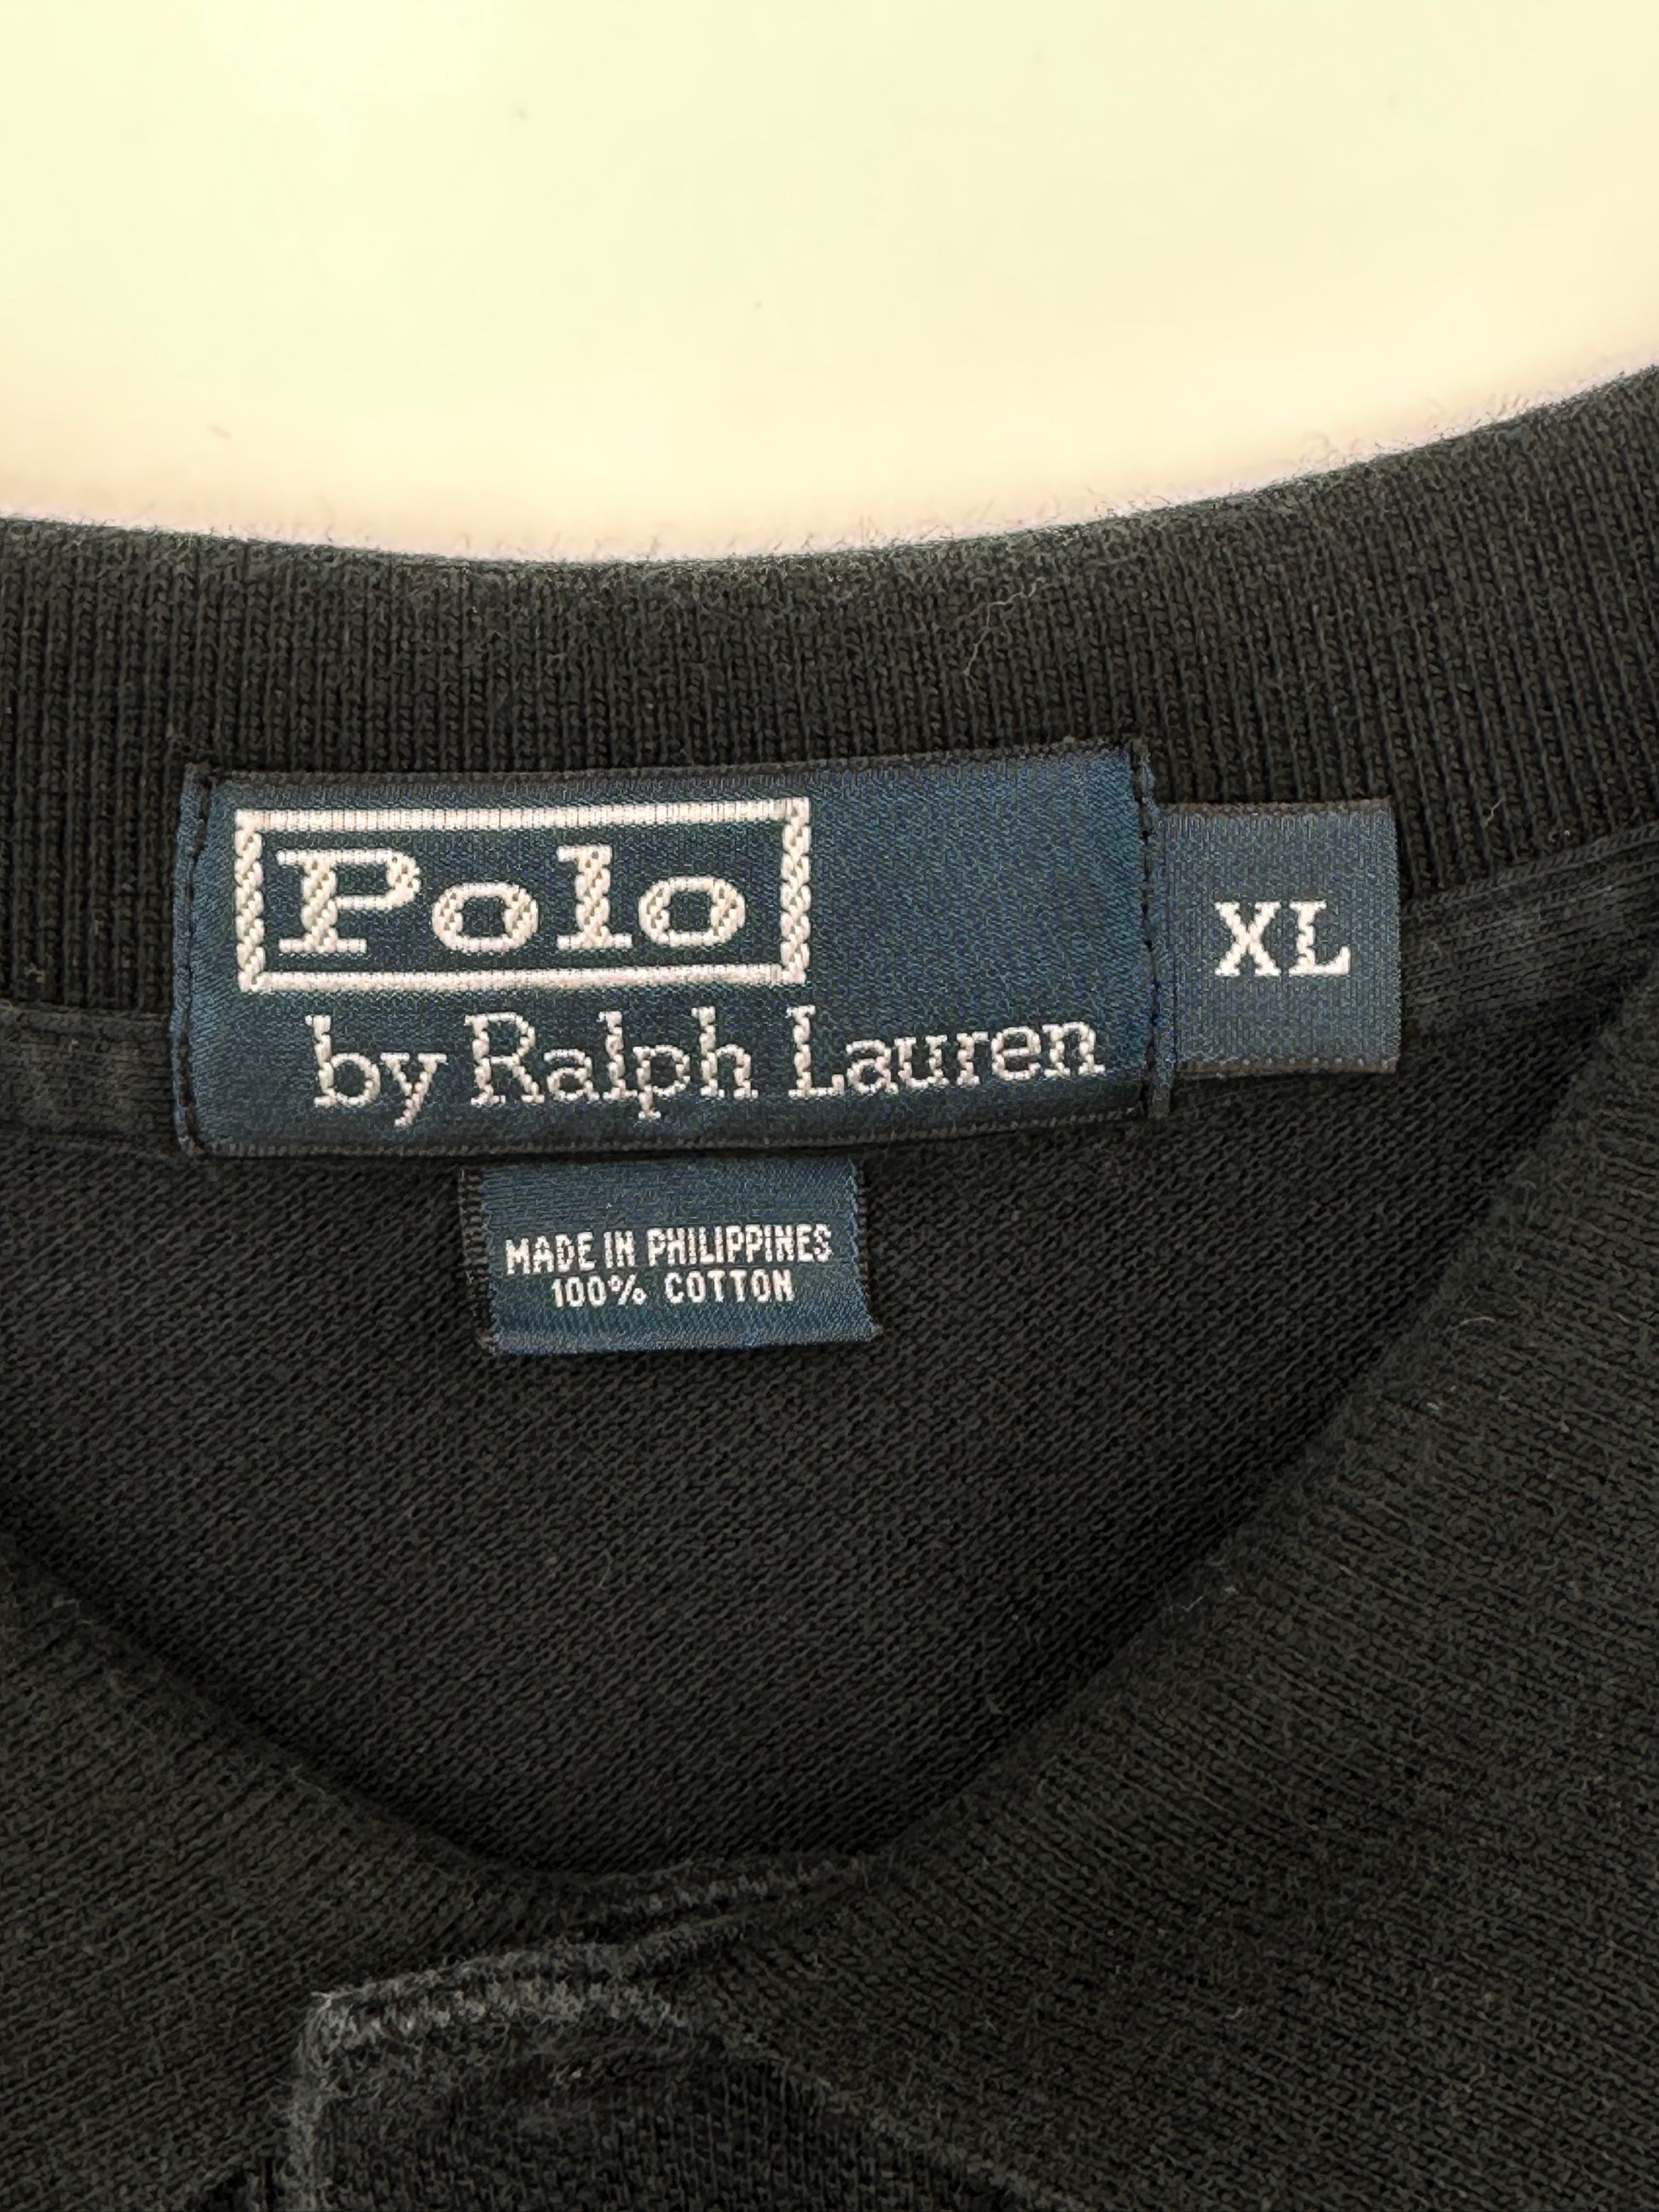 Polo
by Ralph Lauren
XL
MADE IN PHILIPPINES
100% COTTON